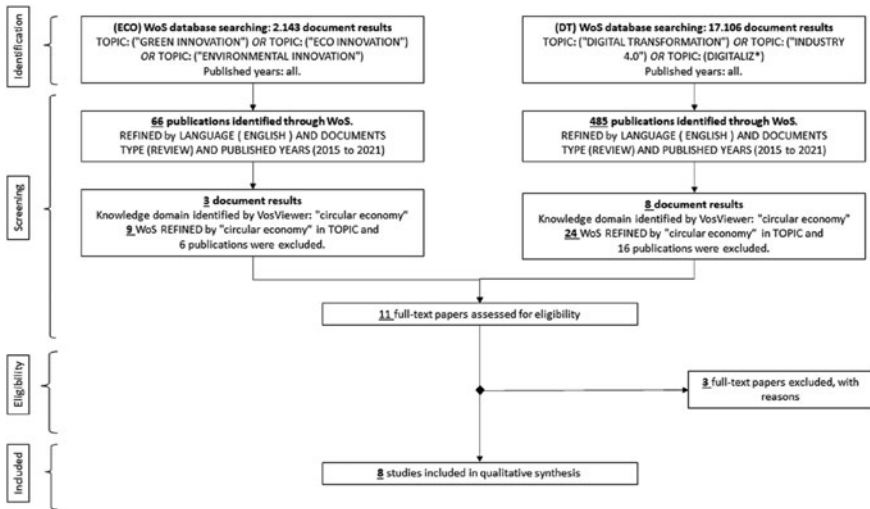 Identification
(ECO) WoS database searching: 2.143 document results
TOPIC: ("GREEN INNOVATION") OR TOPIC: ("ECO INNOVATION")
OR TOPIC: ("ENVIRONMENTAL INNOVATION")
Published years: all.
(DT) WoS database searching: 17.106 document results
TOPIC: ("DIGITAL TRANSFORMATION") OR TOPIC: ("INDUSTRY
4.0") OR TOPIC: (DIGITALIZ*)
Published years: all.
Screening
66 publications identified through WoS.
REFINED by LANGUAGE ( ENGLISH ) AND DOCUMENTS
TYPE (REVIEW) AND PUBLISHED YEARS (2015 to 2021)
485 publications identified through WoS.
REFINED by LANGUAGE ( ENGLISH ) AND DOCUMENTS
TYPE (REVIEW) AND PUBLISHED YEARS (2015 to 2021)
3 document results
Knowledge domain identified by VosViewer: "circular economy"
9 WoS REFINED by "circular economy" in TOPIC and
6 publications were excluded.
8 document results
Knowledge domain identified by VosViewer: "circular economy"
24 WoS REFINED by "circular economy" in TOPIC and
16 publications were excluded.
11 full-text papers assessed for eligibility
Eligibility
3 full-text papers excluded, with
reasons
Included
8 studies included in qualitative synthesis